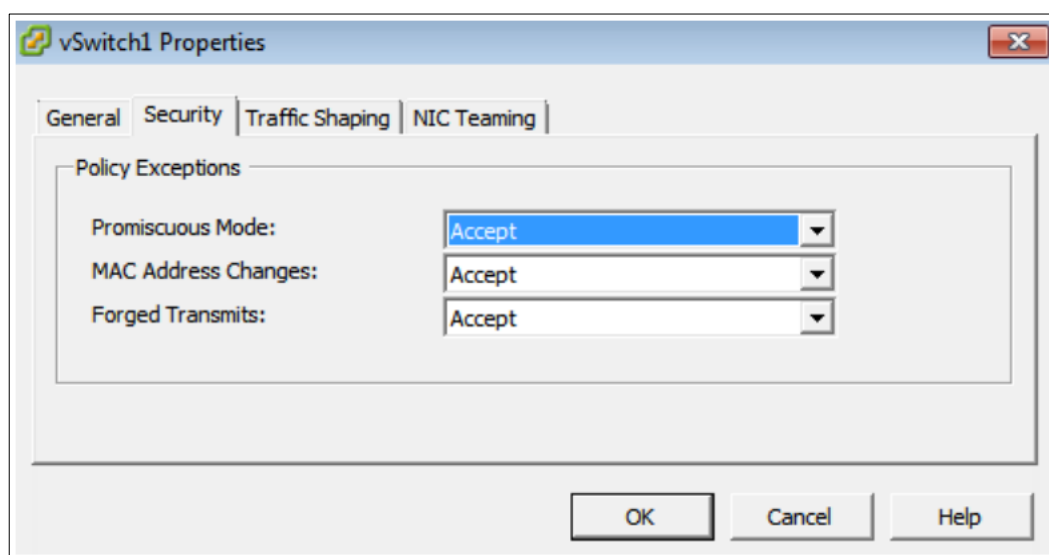 vSwitch1 Properties
General Security Traffic Shaping NIC Teaming
Policy Exceptions
Promiscuous Mode: Accept
MAC Address Changes: Accept
Forged Transmits: Accept
OK Cancel Help